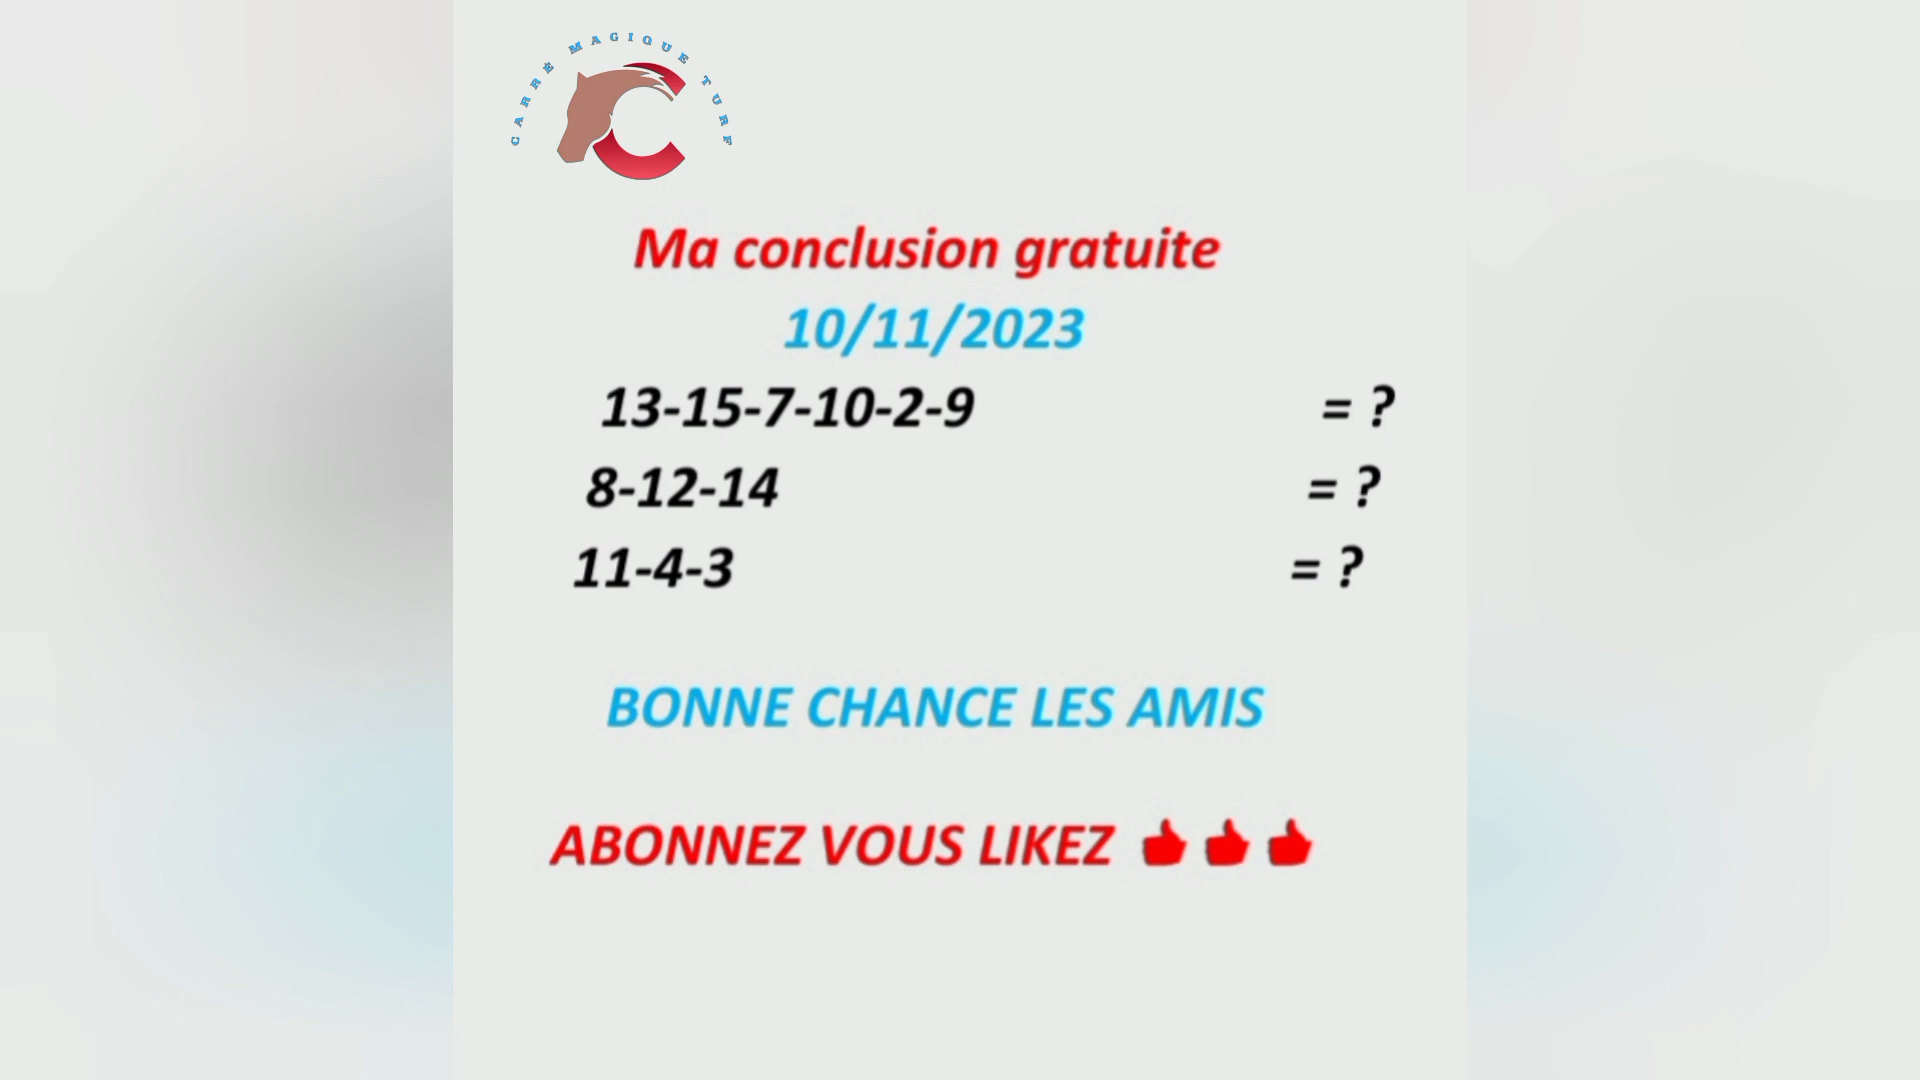 CARRÉ MAGIQUE TURF
Ma conclusion gratuite
10/11/2023
13-15-7-10-2-9 = ?
8-12-14 = ?
11-4-3 = ?
BONNE CHANCE LES AMIS
ABONNEZ VOUS LIKEZ 👍👍👍